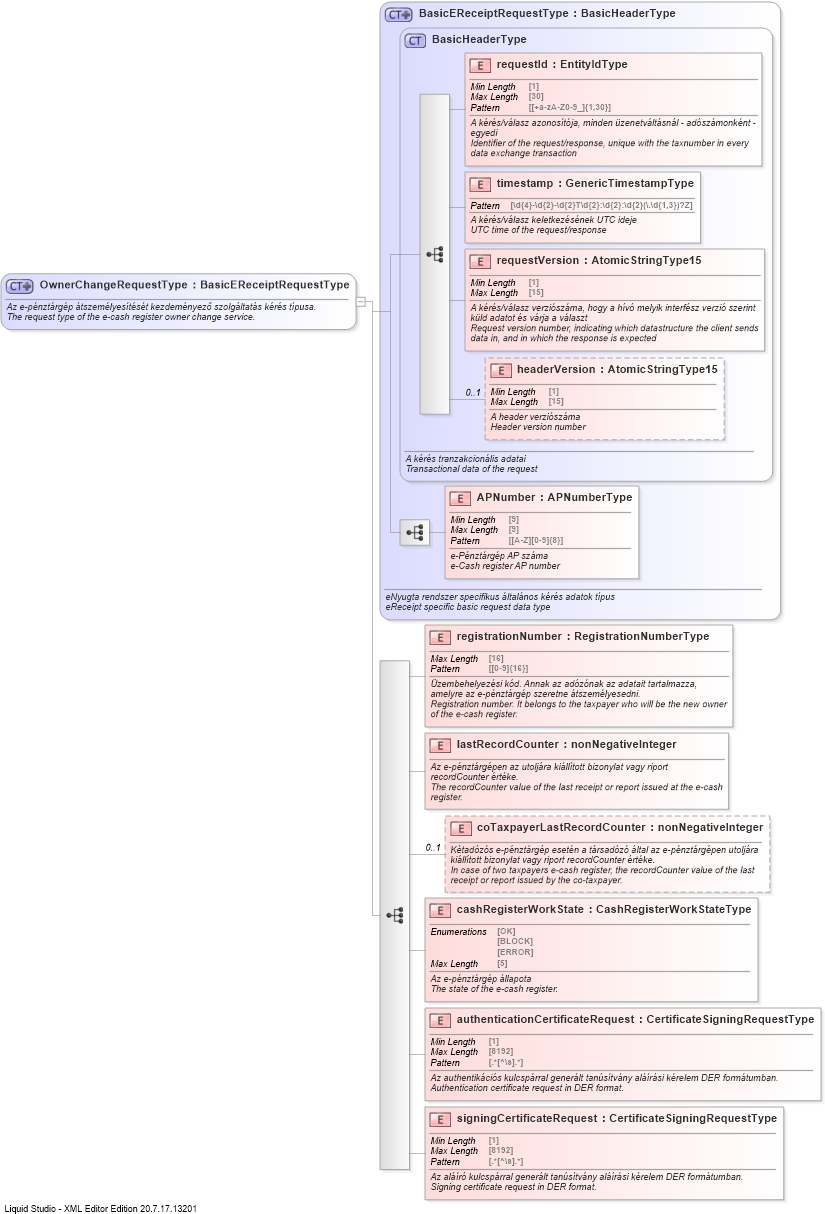 BasicEReceiptRequestType : BasicHeaderType
BasicHeaderType
requestId : EntityIdType
Min Length [1]
Max Length [30]
Pattern [[+a-zA-Z0-9_]{1,30}]
A kérés/válasz azonosítója, minden üzenetváltásnál - adószámonként -
egyedi
Identifier of the request/response, unique with the taxnumber in every
data exchange transaction
timestamp : GenericTimestampType
Pattern [\d{4}-\d{2}-\d{2}T\d{2}:\d{2}:\d{2}(\.\d{1,3})?Z]
A kérés/válasz keletkezésének UTC ideje
UTC time of the request/response
requestVersion : AtomicStringType15
Min Length [1]
Max Length [15]
A kérés/válasz verziószáma, hogy a hívó melyik interfész verzió szerint
küld adatot és várja a választ
Request version number, indicating which datastructure the client sends
data in, and in which the response is expected
0..1
headerVersion : AtomicStringType15
Min Length [1]
Max Length [15]
A header verziószáma
Header version number
A kérés tranzakcionális adatai
Transactional data of the request
OwnerChangeRequestType : BasicEReceiptRequestType
Az e-pénztárgép átszemélyesítését kezdeményező szolgáltatás kérés típusa.
The request type of the e-cash register owner change service.
APNumber : APNumberType
Min Length [9]
Max Length [9]
Pattern [[A-Z][0-9]{8}]
e-Pénztárgép AP száma
e-Cash register AP number
eNyugta rendszer specifikus általános kérés adatok típus
eReceipt specific basic request data type
registrationNumber : RegistrationNumberType
Max Length [16]
Pattern [[0-9]{16}]
Üzembehelyezési kód. Annak az adózónak az adatait tartalmazza,
amelyre az e-pénztárgép szeretne átszemélyesedni.
Registration number. It belongs to the taxpayer who will be the new owner
of the e-cash register.
lastRecordCounter : nonNegativeInteger
Az e-pénztárgépen az utoljára kiállított bizonylat vagy riport
recordCounter értéke.
The recordCounter value of the last receipt or report issued at the e-cash
register.
0..1
coTaxpayerLastRecordCounter : nonNegativeInteger
Kétadózós e-pénztárgép esetén a társadózó által az e-pénztárgépen utoljára
kiállított bizonylat vagy riport recordCounter értéke.
In case of two taxpayers e-cash register, the recordCounter value of the last
receipt or report issued by the co-taxpayer.
cashRegisterWorkState : CashRegisterWorkStateType
Enumerations [OK]
[BLOCK]
[ERROR]
Max Length [5]
Az e-pénztárgép állapota
The state of the e-cash register.
authenticationCertificateRequest : CertificateSigningRequestType
Min Length [1]
Max Length [8192]
Pattern [.*[^\s].*]
Az authentikációs kulcspárral generált tanúsítvány aláírási kérelem DER formátumban.
Authentication certificate request in DER format.
signingCertificateRequest : CertificateSigningRequestType
Min Length [1]
Max Length [8192]
Pattern [.*[^\s].*]
Az aláíró kulcspárral generált tanúsítvány aláírási kérelem DER formátumban.
Signing certificate request in DER format.
Liquid Studio - XML Editor Edition 20.7.17.13201